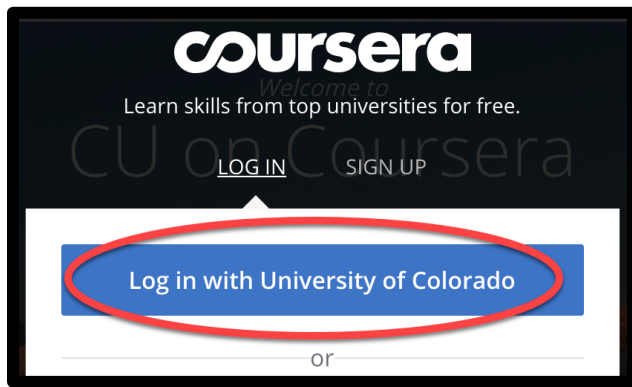 coursera
Welcome to
Learn skills from top universities for free.
CU on Coursera
LOG IN SIGN UP
Log in with University of Colorado
or